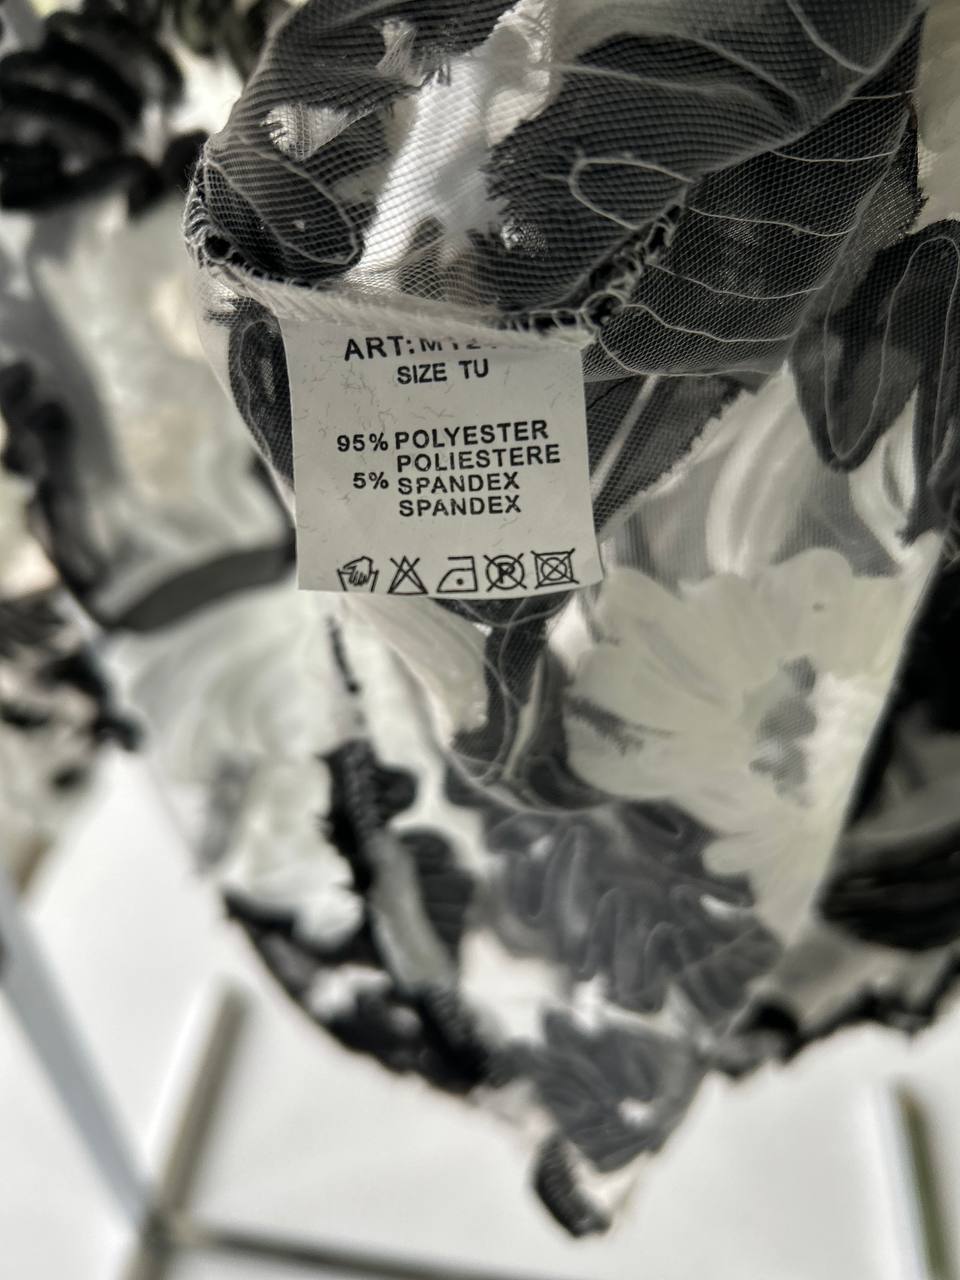 ART:
SIZE TU
95% POLYESTER
POLIESTERE
5% SPANDEX
SPANDEX